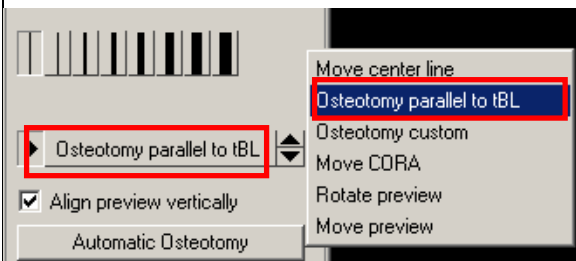 Osteotomy parallel to tBL
Align preview vertically
Automatic Osteotomy
Move center line
Osteotomy parallel to tBL
Osteotomy custom
Move CORA
Rotate preview
Move preview